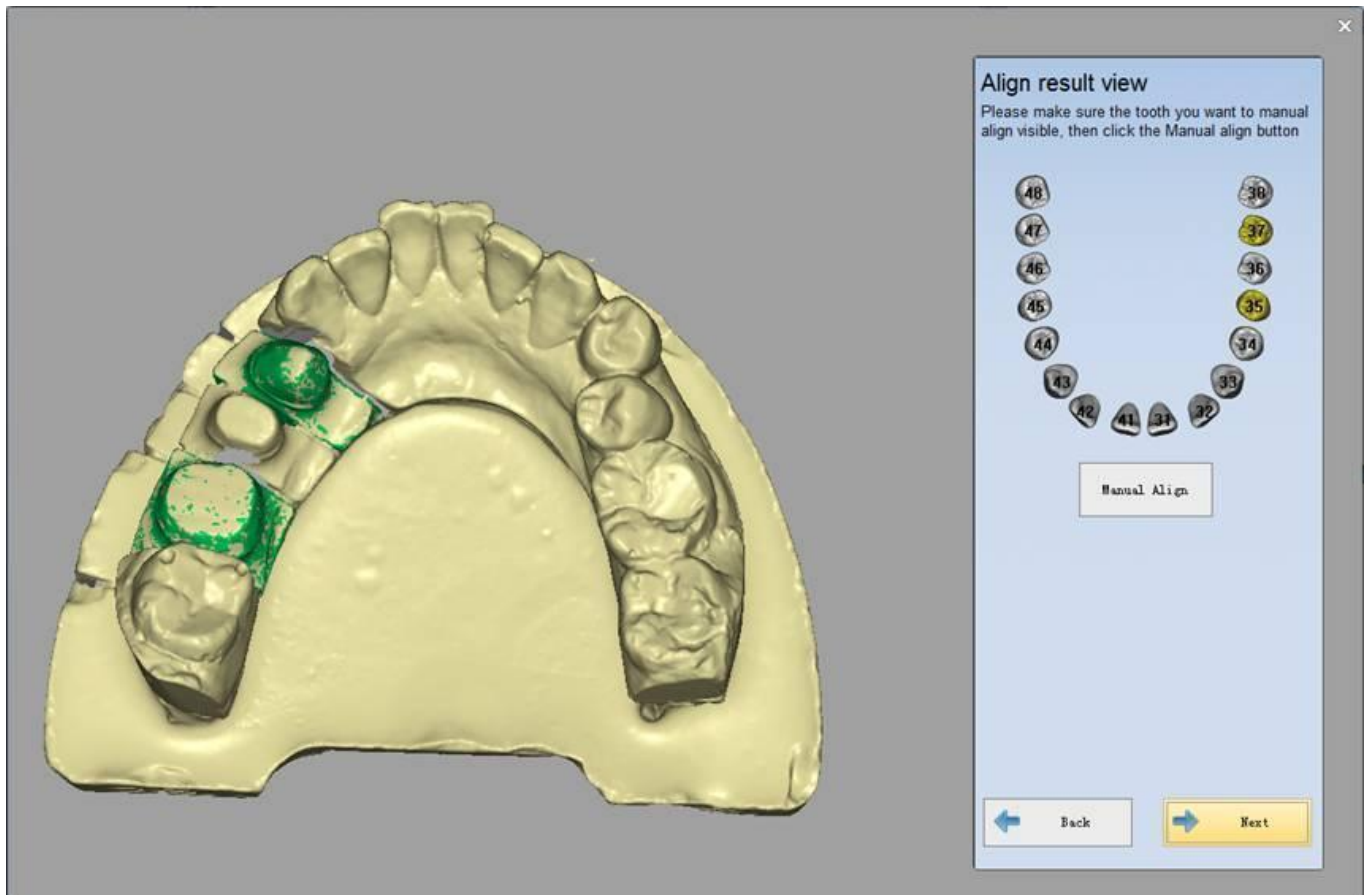 Align result view
Please make sure the tooth you want to manual
align visible, then click the Manual align button
48 38
47 37
46 36
45 35
44 34
43 33
42 41 31 32
Manual Align
Back Next